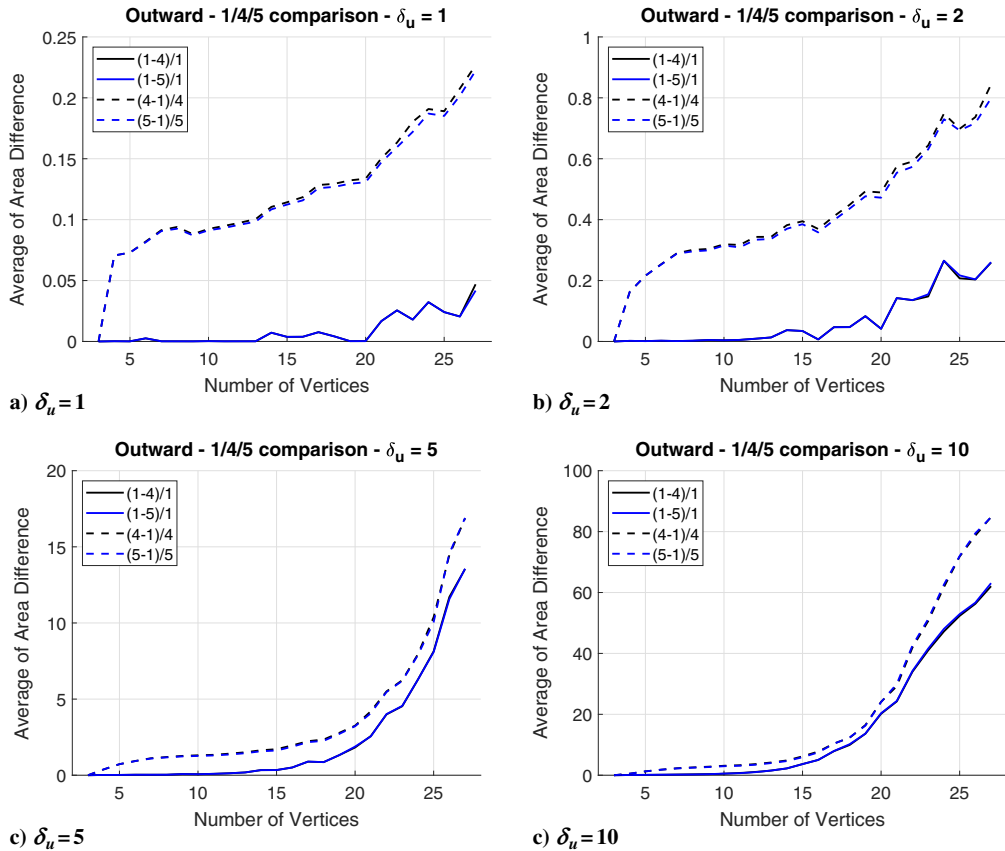 Outward - 1/4/5 comparison - δu = 1
0.25
0.2
0.15
0.1
0.05
0
Average of Area Difference
(1-4)/1
(1-5)/1
(4-1)/4
(5-1)/5
5 10 15 20 25
Number of Vertices
a) δu = 1
Outward - 1/4/5 comparison - δu = 2
1
0.8
0.6
0.4
0.2
0
Average of Area Difference
(1-4)/1
(1-5)/1
(4-1)/4
(5-1)/5
5 10 15 20 25
Number of Vertices
b) δu = 2
Outward - 1/4/5 comparison - δu = 5
20
15
10
5
0
Average of Area Difference
(1-4)/1
(1-5)/1
(4-1)/4
(5-1)/5
5 10 15 20 25
Number of Vertices
c) δu = 5
Outward - 1/4/5 comparison - δu = 10
100
80
60
40
20
0
Average of Area Difference
(1-4)/1
(1-5)/1
(4-1)/4
(5-1)/5
5 10 15 20 25
Number of Vertices
c) δu = 10